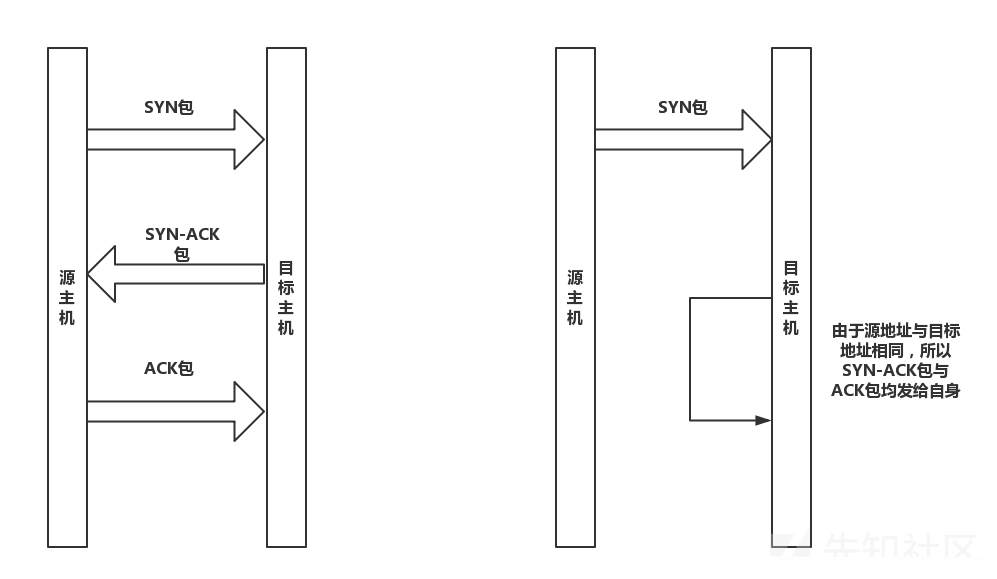 SYN包
SYN-ACK
包
源主机
目标主机
ACK包
SYN包
源主机
目标主机
由于源地址与目标
地址相同，所以
SYN-ACK包与
ACK包均发给自身
先知社区